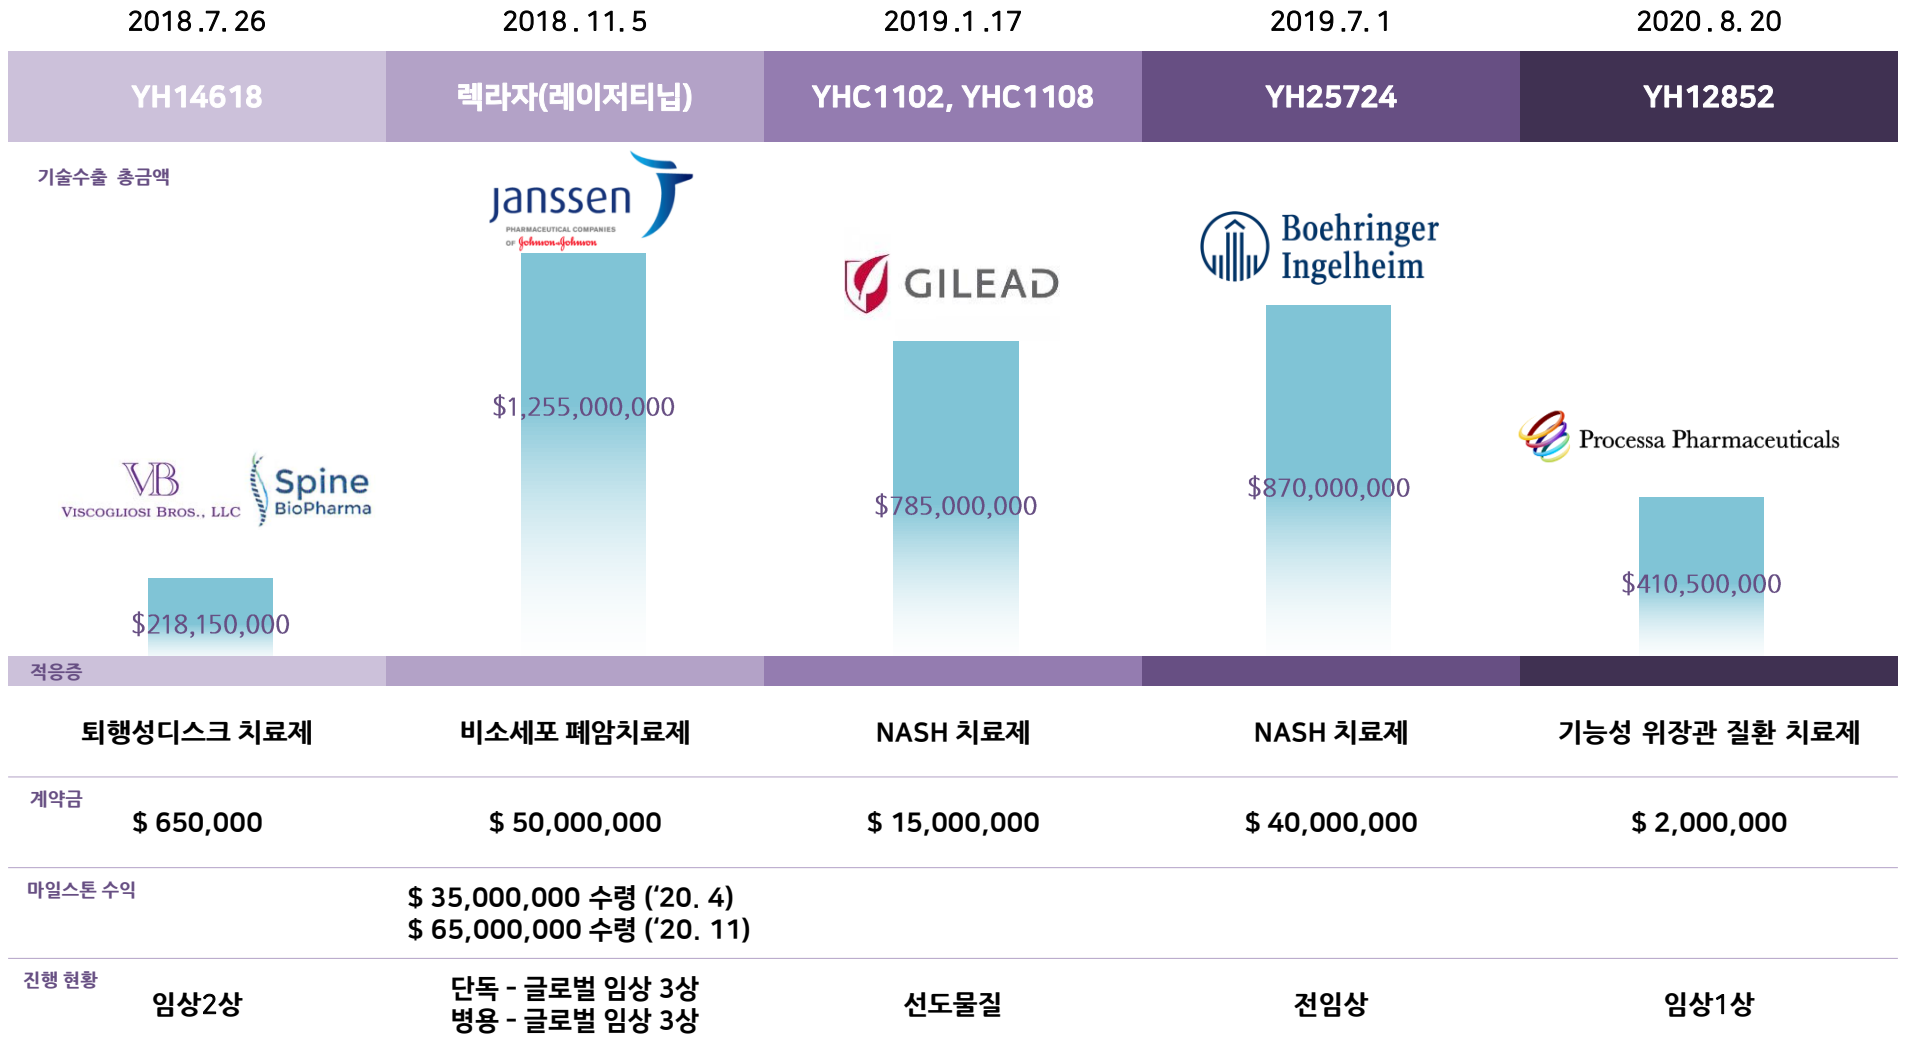 2018.7.26
2018.11.5
2019.1.17
2019.7.1
2020.8.20
YH14618
렉라자(레이저티닙)
YHC1102, YHC1108
YH25724
YH12852
기술수출 총금액
janssen
PHARMACEUTICAL COMPANIES
OF Johnson & Johnson
GILEAD
Boehringer
Ingelheim
Processa Pharmaceuticals
VB
VISCOGLIOSI BROS., LLC
Spine
BioPharma
$218,150,000
$1,255,000,000
$785,000,000
$870,000,000
$410,500,000
적응증
퇴행성디스크 치료제
비소세포 폐암치료제
NASH 치료제
NASH 치료제
기능성 위장관 질환 치료제
계약금
$ 650,000
$ 50,000,000
$ 15,000,000
$ 40,000,000
$ 2,000,000
마일스톤 수익
$ 35,000,000 수령 (‘20. 4)
$ 65,000,000 수령 (‘20. 11)
진행 현황
임상2상
단독 - 글로벌 임상 3상
병용 - 글로벌 임상 3상
선도물질
전임상
임상1상